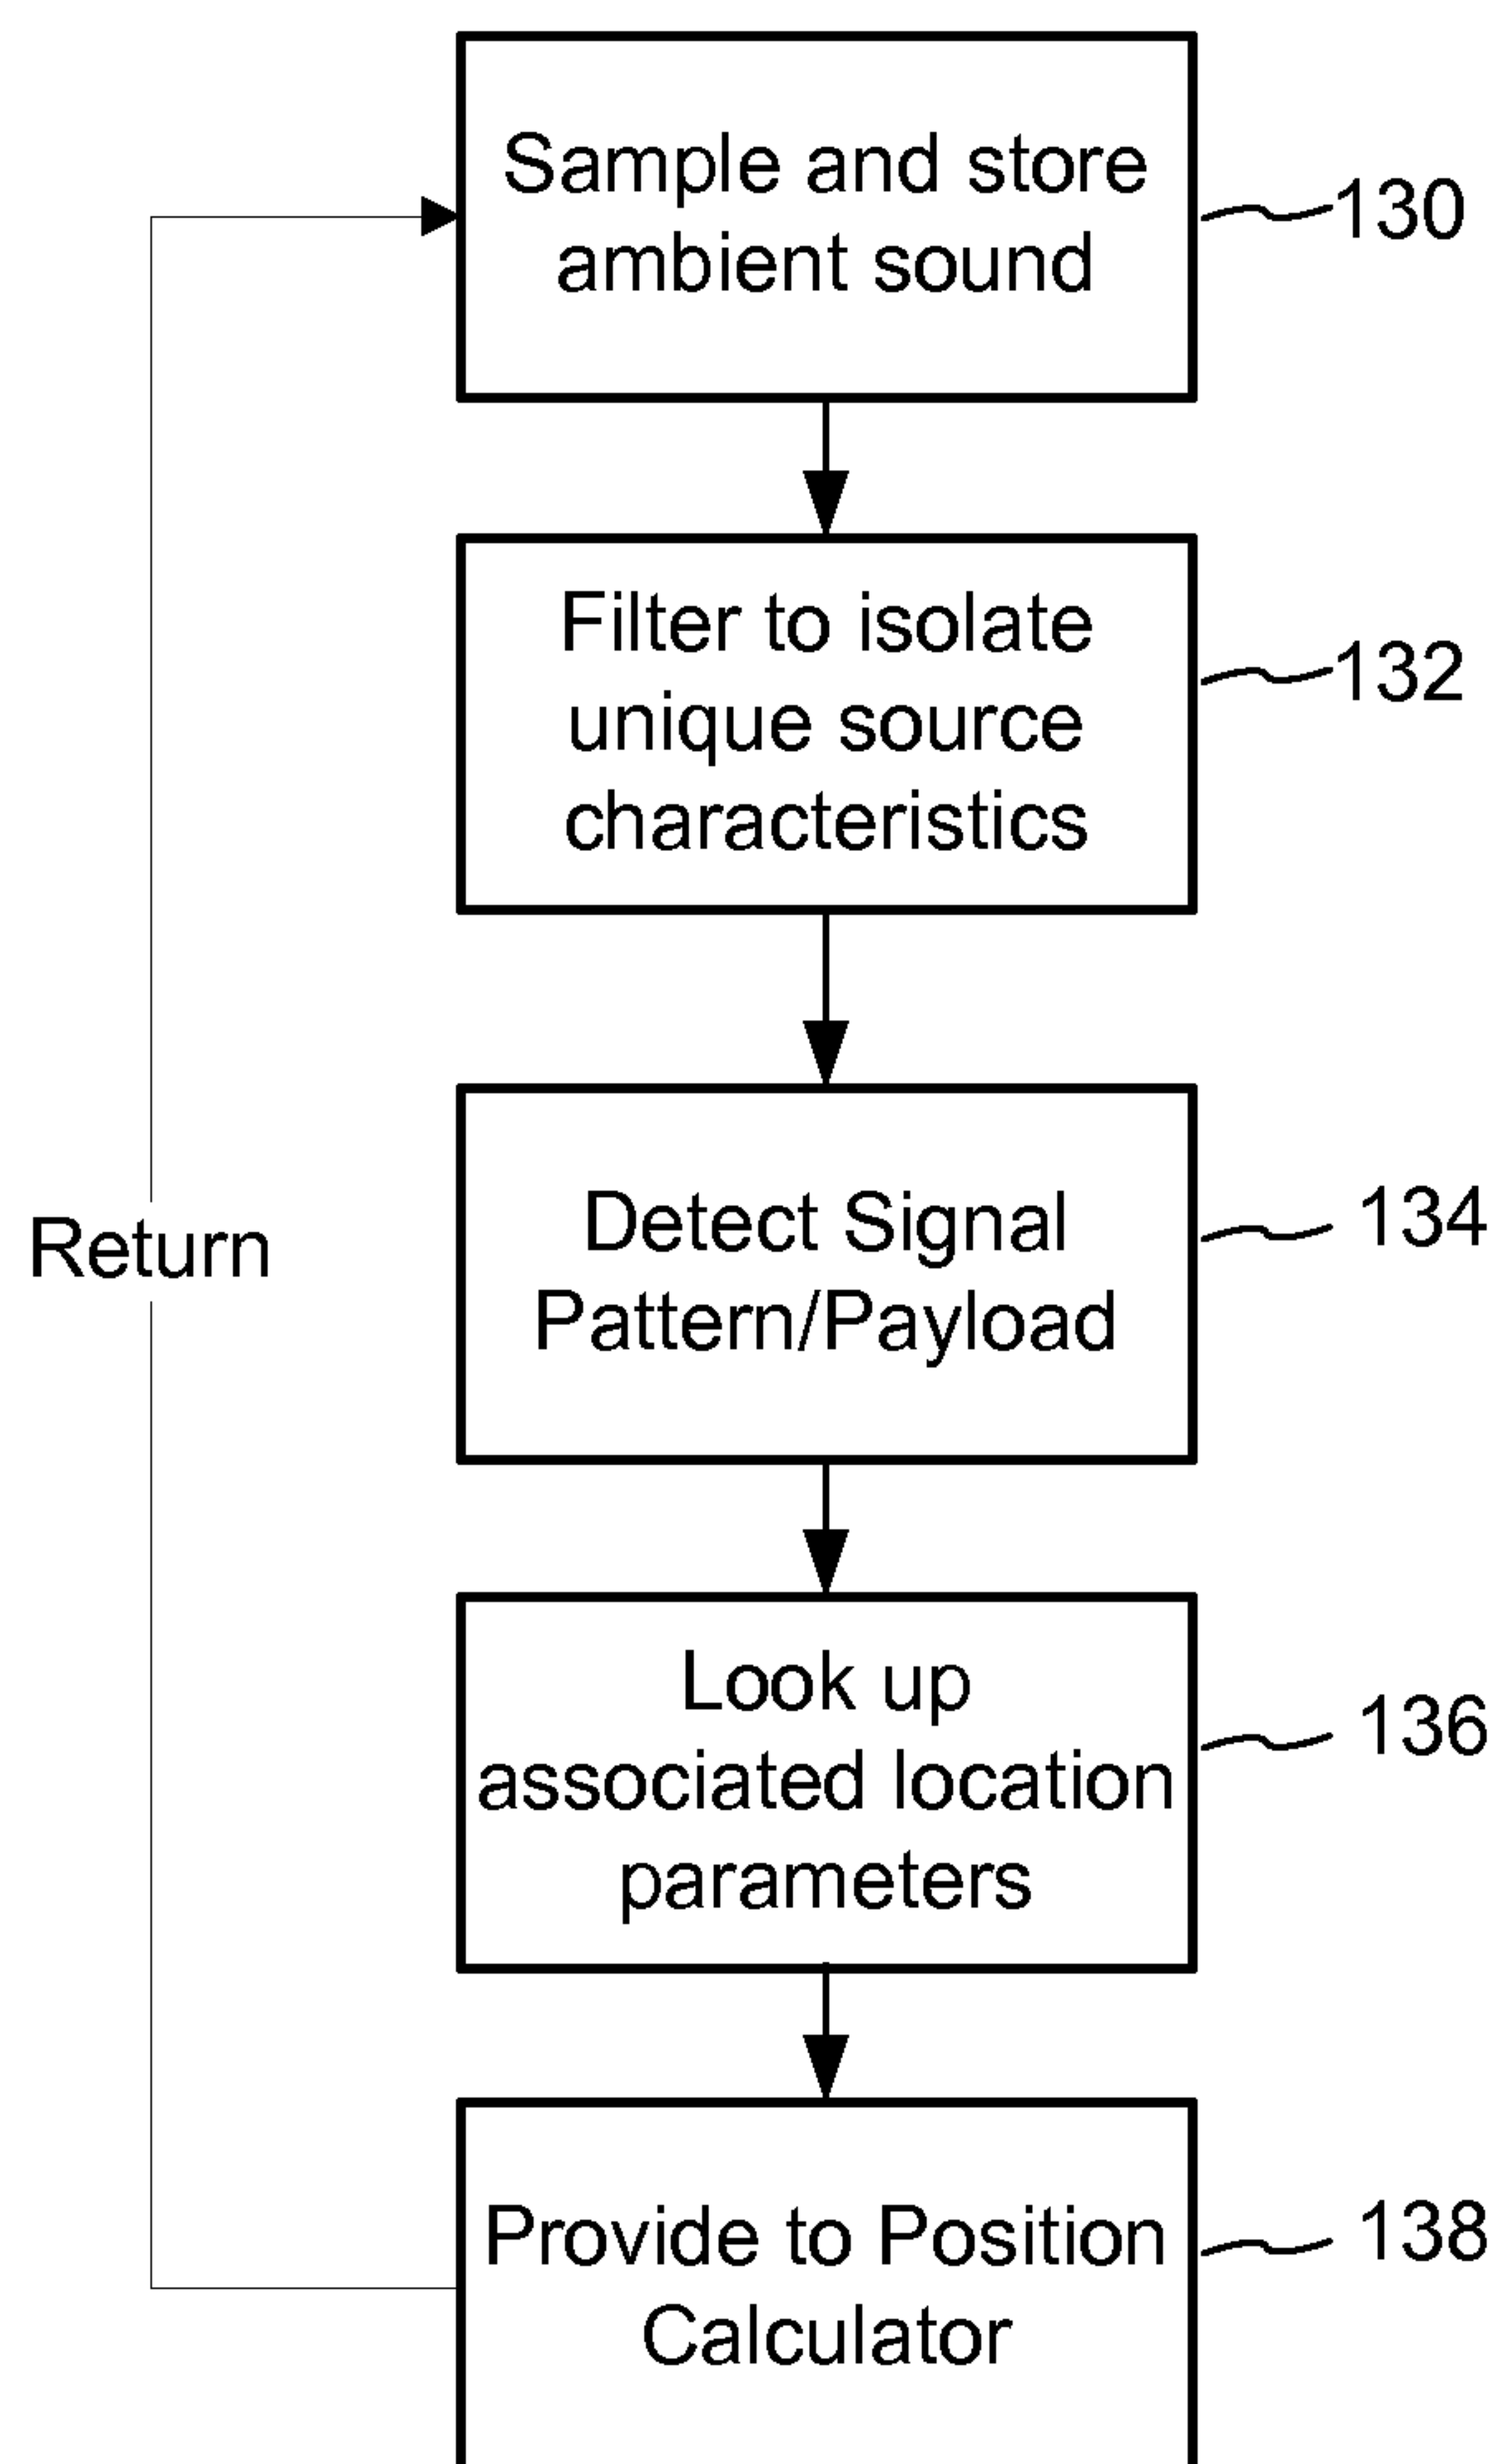 Sample and store
ambient sound
130
Filter to isolate
unique source
characteristics
132
Detect Signal
Pattern/Payload
134
Return
Look up
associated location
parameters
136
Provide to Position
Calculator
138